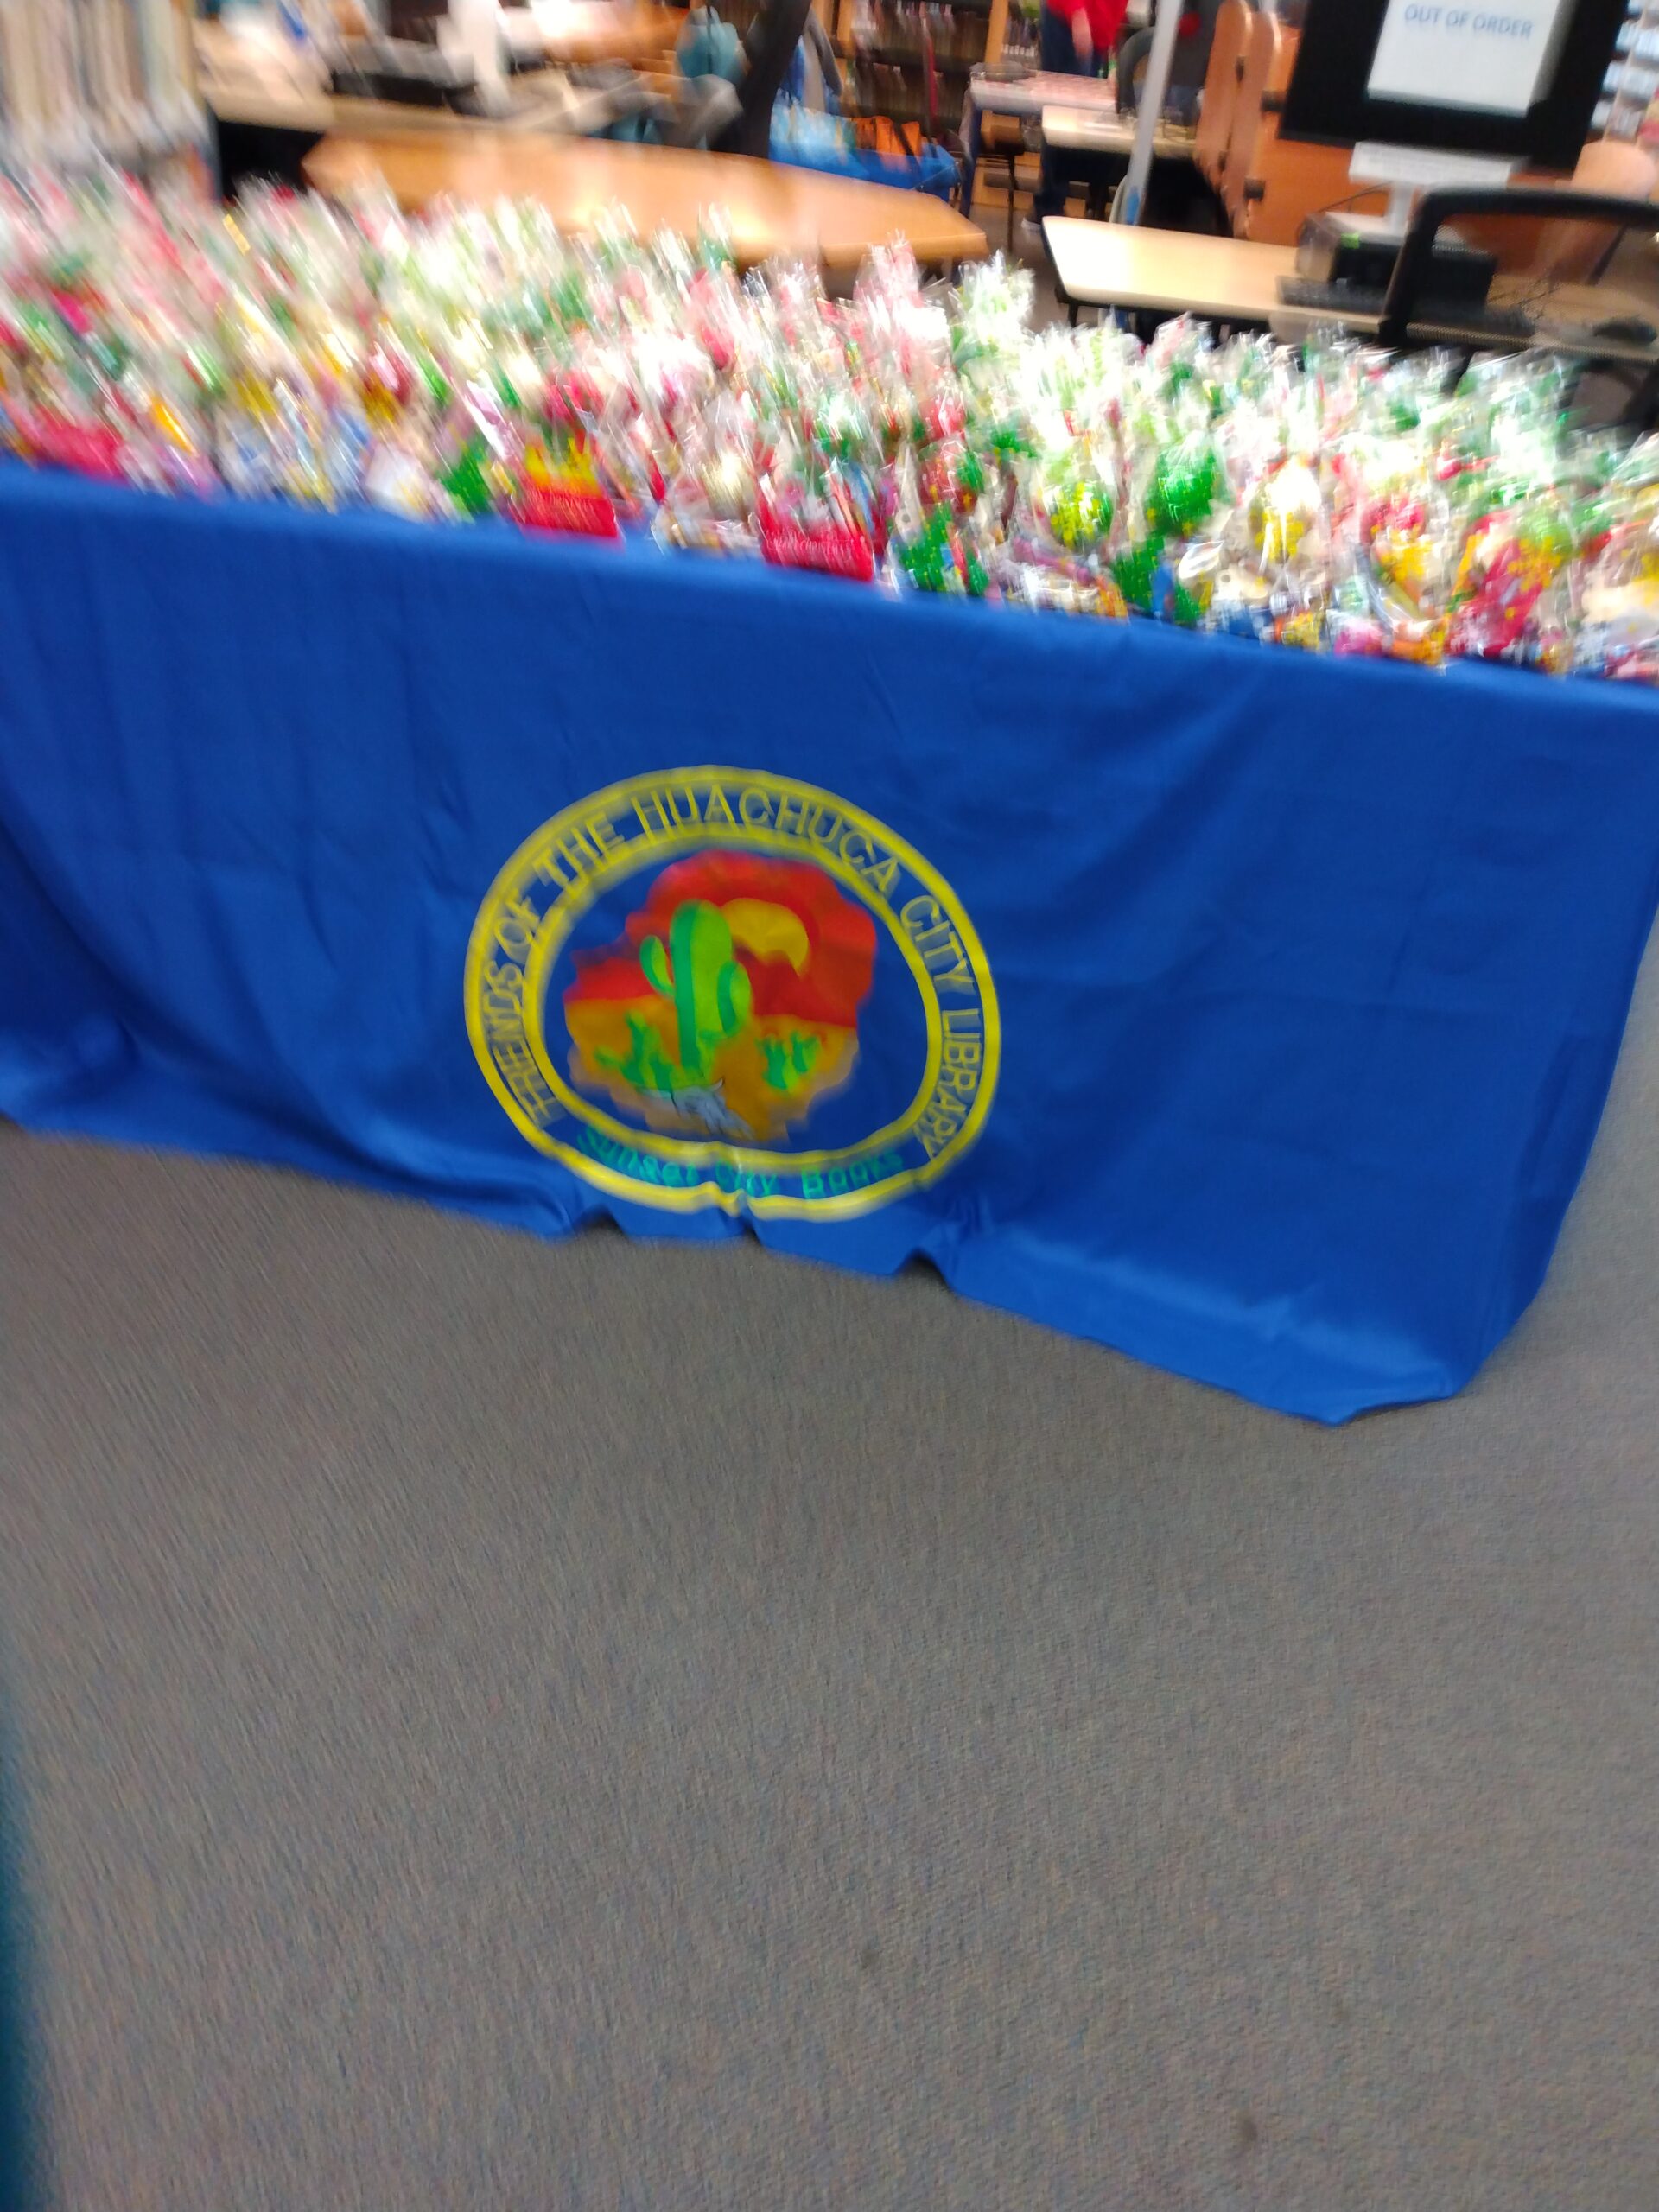 OUT OF ORDER
FRIENDS OF THE HUACHUCA CITY LIBRARY
Sunset City Books